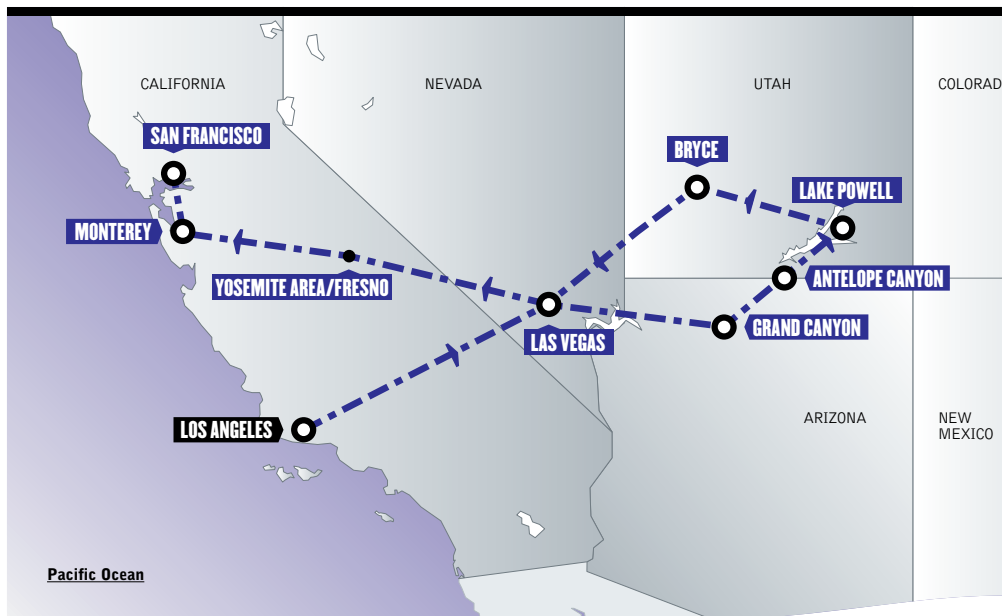 CALIFORNIA
NEVADA
UTAH
COLORAD
SAN FRANCISCO
BRYCE
LAKE POWELL
MONTEREY
YOSEMITE AREA/FRESNO
ANTELOPE CANYON
LAS VEGAS
GRAND CANYON
LOS ANGELES
ARIZONA
NEW
MEXICO
Pacific Ocean